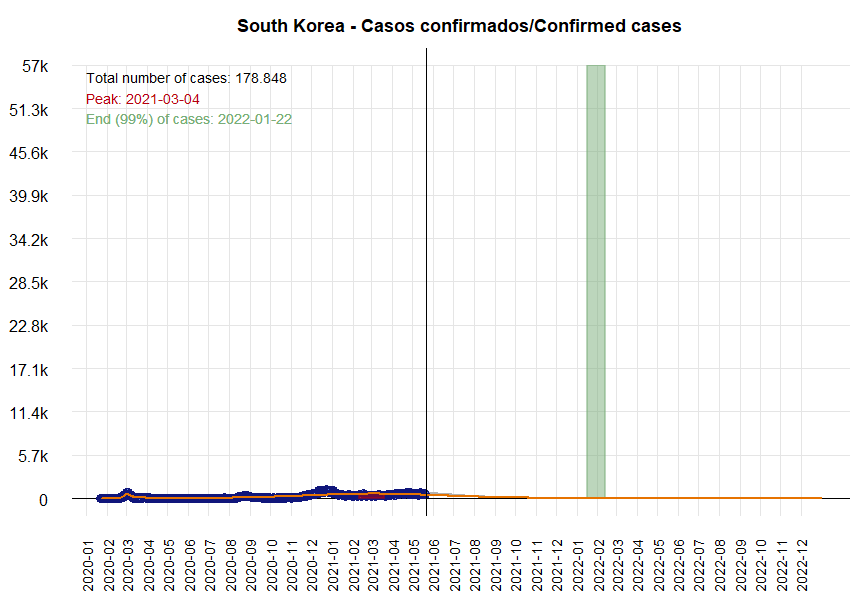 South Korea - Casos confirmados/Confirmed cases
57k
Total number of cases: 178.848
Peak: 2021-03-04
51.3k
End (99%) of cases: 2022-01-22
45.6k
39.9k
34.2k
28.5k
22.8k
17.1k
11.4k
5.7k
0
2020-01
2020-02
2020-03
2020-04
2020-05
2020-06
2020-07
2020-08
2020-09
2020-10
2020-11
2020-12
2021-01
2021-02
2021-03
2021-04
2021-05
2021-06
2021-07
2021-08
2021-09
2021-10
2021-11
2021-12
2022-01
2022-02
2022-03
2022-04
2022-05
2022-06
2022-07
2022-08
2022-09
2022-10
2022-11
2022-12